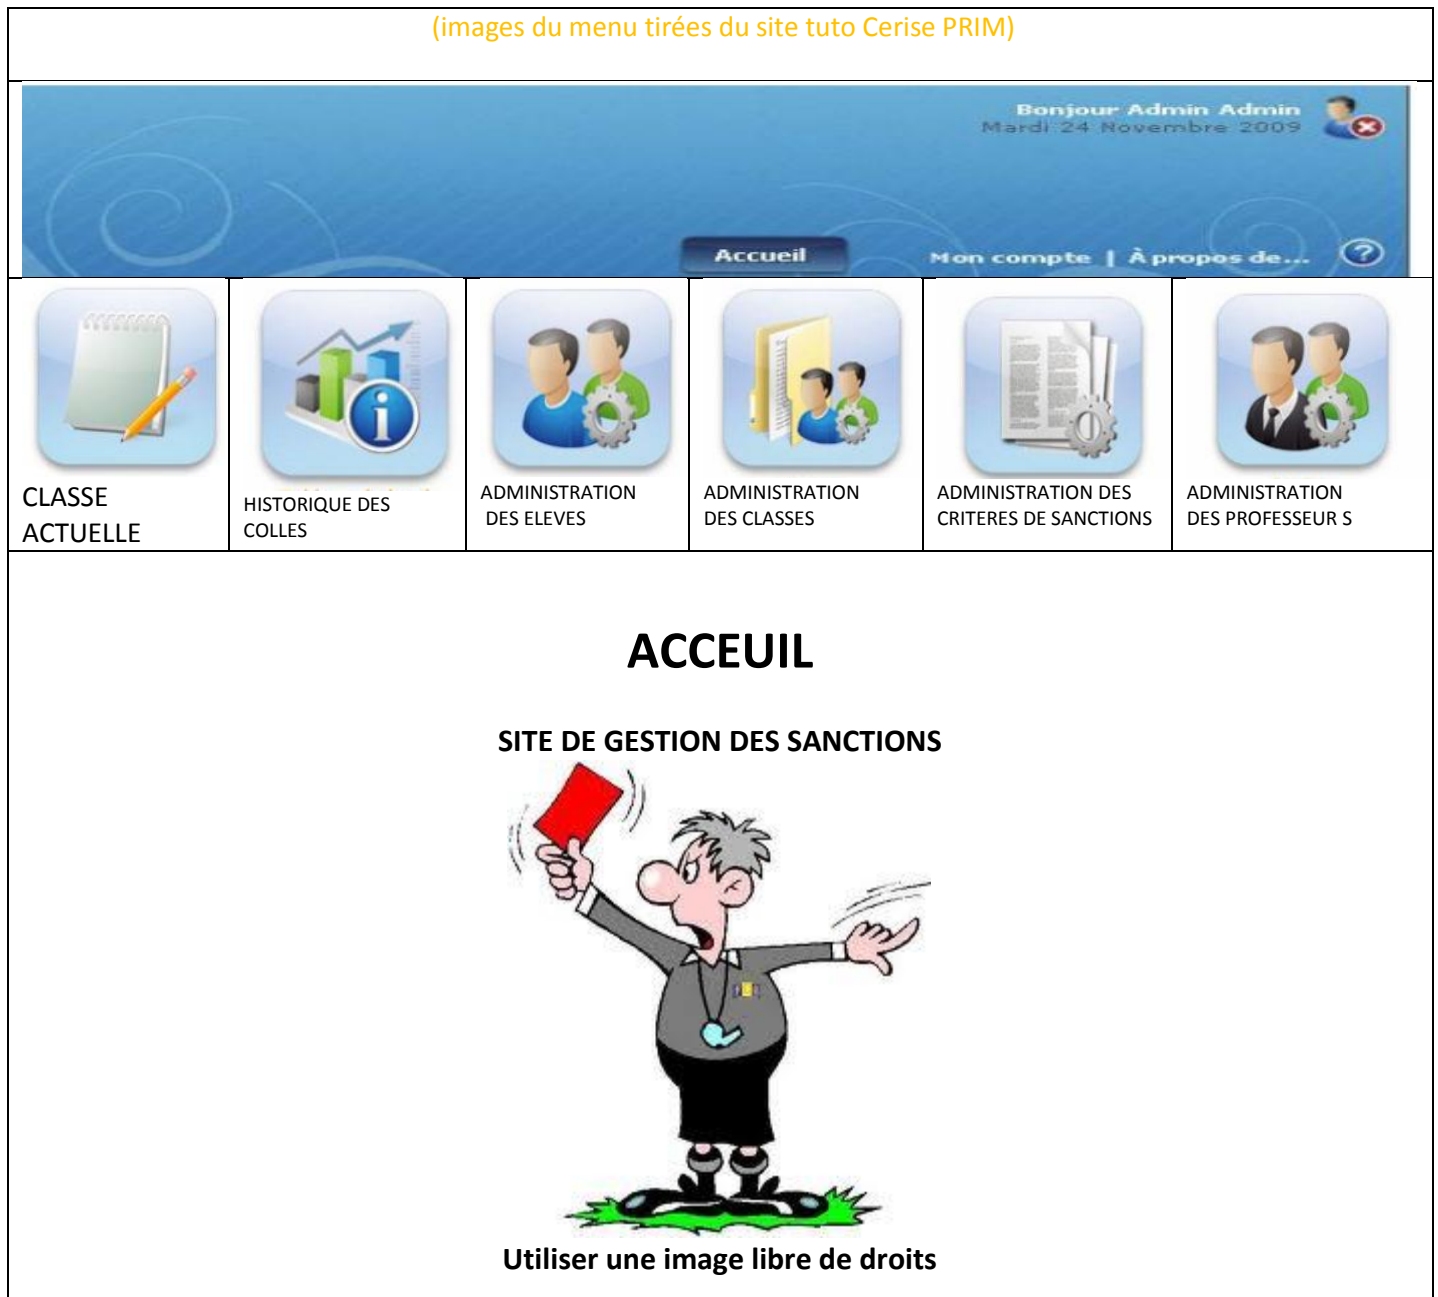 (images du menu tirées du site tuto Cerise PRIM)
Bonjour Admin Admin
Mardi 24 Novembre 2009
Accueil
Mon compte | À propos de...
?
CLASSE
ACTUELLE
HISTORIQUE DES
COLLES
ADMINISTRATION
DES ELEVES
ADMINISTRATION
DES CLASSES
ADMINISTRATION DES
CRITERES DE SANCTIONS
ADMINISTRATION
DES PROFESSEUR S
ACCEUIL
SITE DE GESTION DES SANCTIONS
Utiliser une image libre de droits